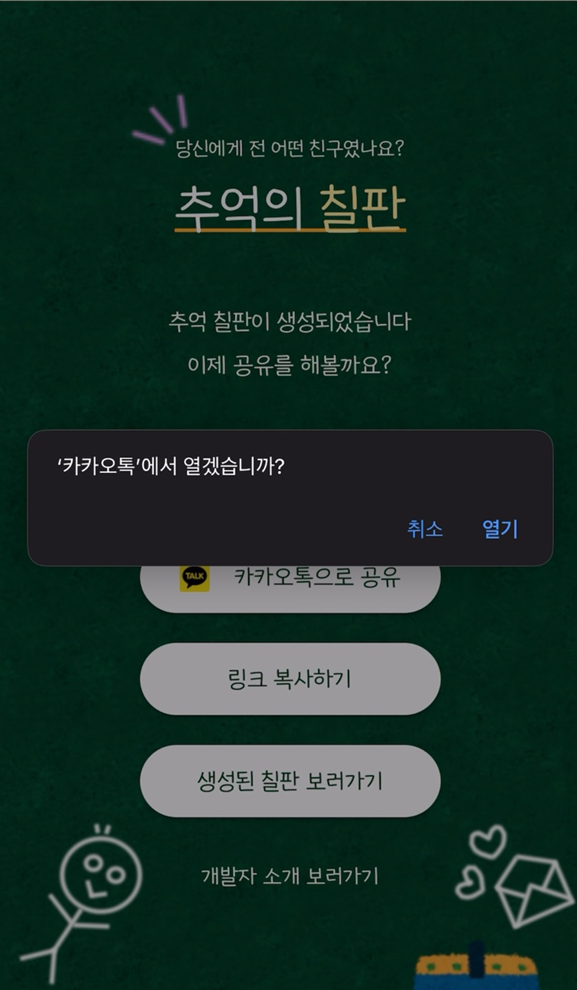 당신에게 전 어떤 친구였나요?
추억의 칠판
추억 칠판이 생성되었습니다
이제 공유를 해볼까요?
‘카카오톡’에서 열겠습니까?
취소 열기
TALK 카카오톡으로 공유
링크 복사하기
생성된 칠판 보러가기
개발자 소개 보러가기